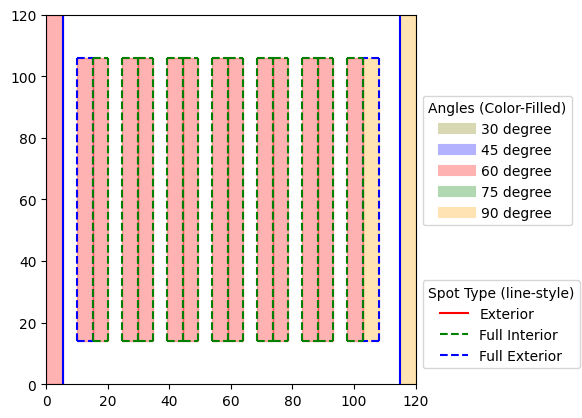 120
100
80
60
40
20
0
0 20 40 60 80 100 120
Angles (Color-Filled)
30 degree
45 degree
60 degree
75 degree
90 degree
Spot Type (line-style)
Exterior
Full Interior
Full Exterior